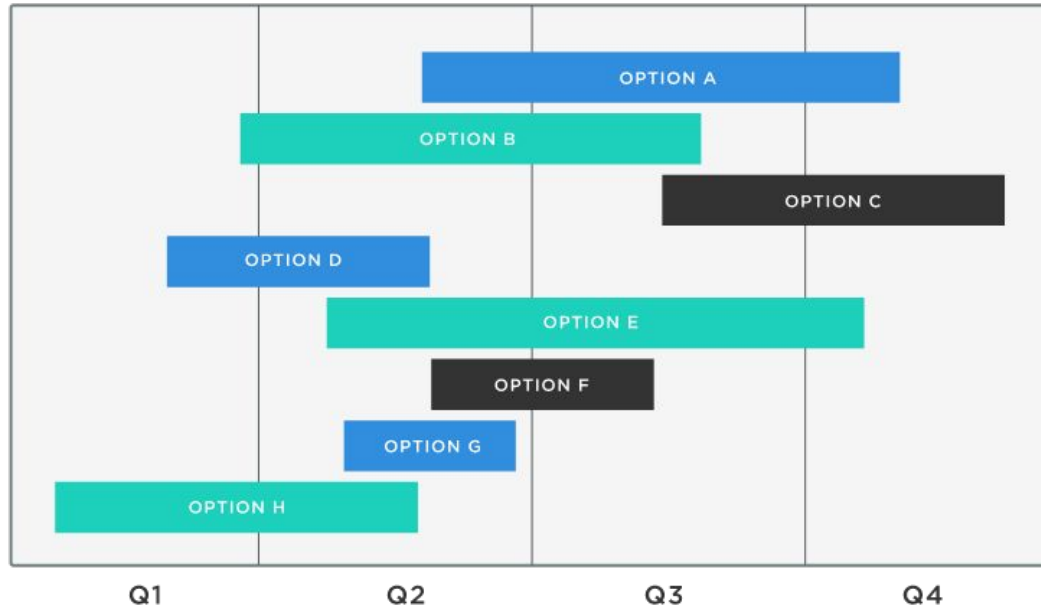 OPTION A
OPTION B
OPTION C
OPTION D
OPTION E
OPTION F
OPTION G
OPTION H
Q1 Q2 Q3 Q4